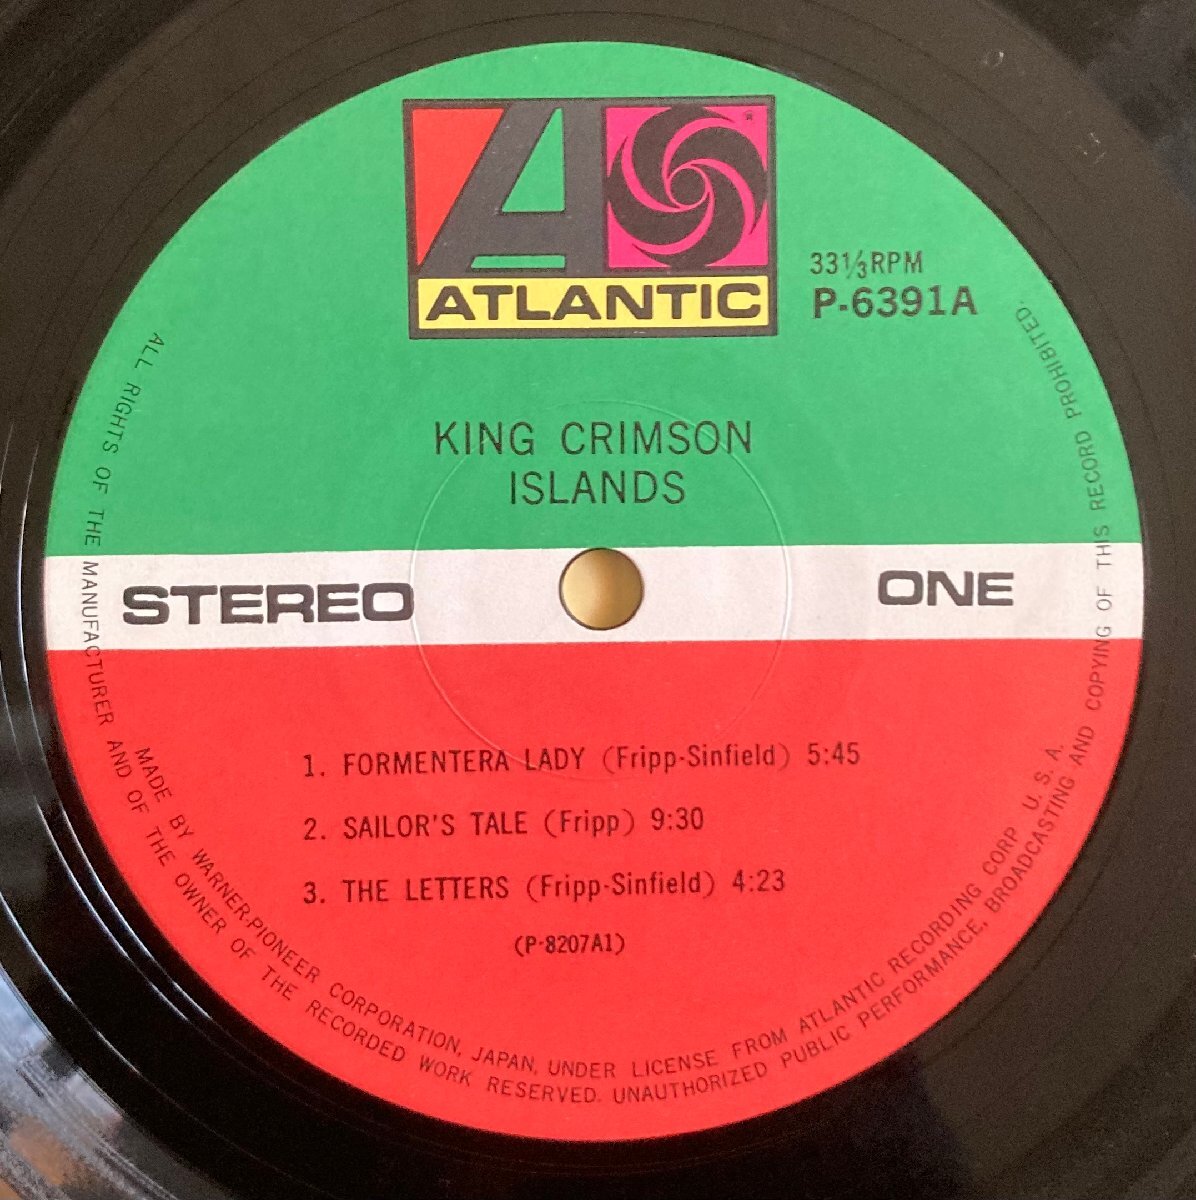 ATLANTIC
33⅓RPM
P-6391A
KING CRIMSON
ISLANDS
STEREO
ONE
1. FORMENTERA LADY (Fripp-Sinfield) 5:45
2. SAILOR'S TALE (Fripp) 9:30
3. THE LETTERS (Fripp-Sinfield) 4:23
(P-8207A1)
MADE BY WARNER-PIONEER CORPORATION, JAPAN, UNDER LICENSE FROM ATLANTIC RECORDING CORP. U. S. A.
ALL RIGHTS OF THE MANUFACTURER AND OF THE OWNER OF THE RECORDED WORK RESERVED. UNAUTHORIZED PUBLIC PERFORMANCE, BROADCASTING AND COPYING OF THIS RECORD PROHIBITED.